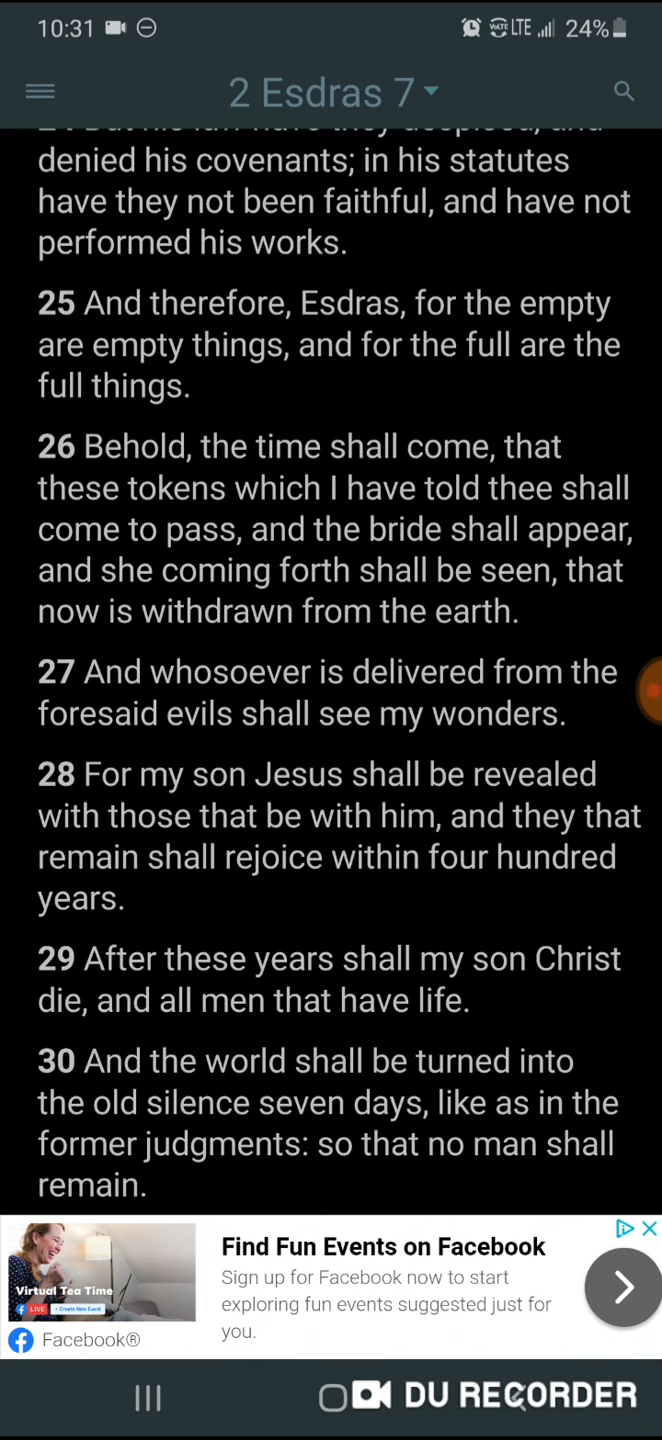 10:31
VoLTE LTE 24%
2 Esdras 7
denied his covenants; in his statutes
have they not been faithful, and have not
performed his works.
25 And therefore, Esdras, for the empty
are empty things, and for the full are the
full things.
26 Behold, the time shall come, that
these tokens which I have told thee shall
come to pass, and the bride shall appear,
and she coming forth shall be seen, that
now is withdrawn from the earth.
27 And whosoever is delivered from the
foresaid evils shall see my wonders.
28 For my son Jesus shall be revealed
with those that be with him, and they that
remain shall rejoice within four hundred
years.
29 After these years shall my son Christ
die, and all men that have life.
30 And the world shall be turned into
the old silence seven days, like as in the
former judgments: so that no man shall
remain.
Virtual Tea Time
LIVE + Create New Event
Facebook®
Find Fun Events on Facebook
Sign up for Facebook now to start
exploring fun events suggested just for
you.
DU RECORDER